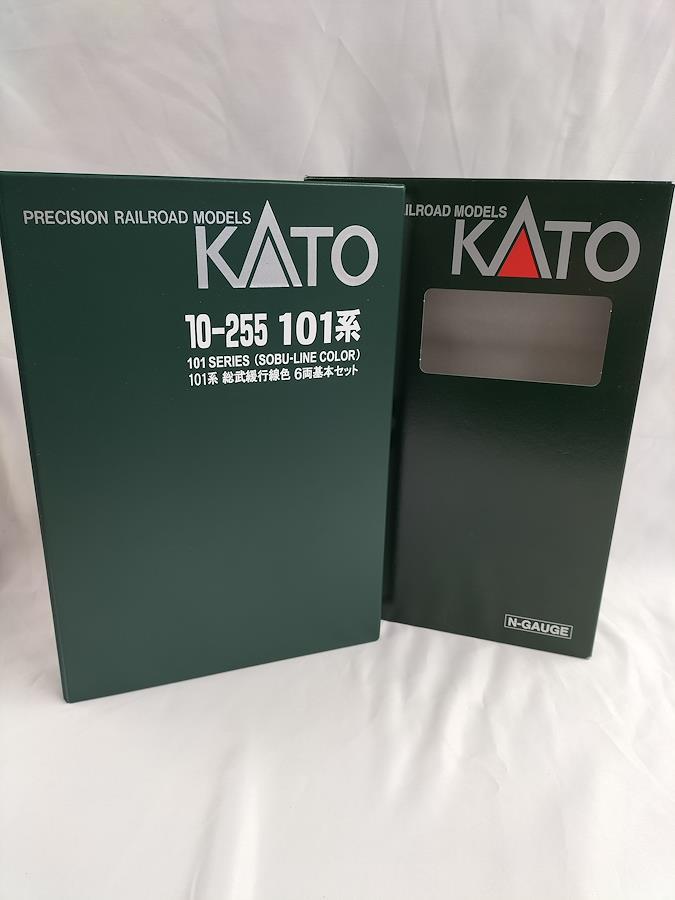 PRECISION RAILROAD MODELS
KATO
10-255 101系
101 SERIES (SOBU-LINE COLOR)
101系 総武緩行線色 6両基本セット
ILROAD MODELS
KATO
N-GAUGE